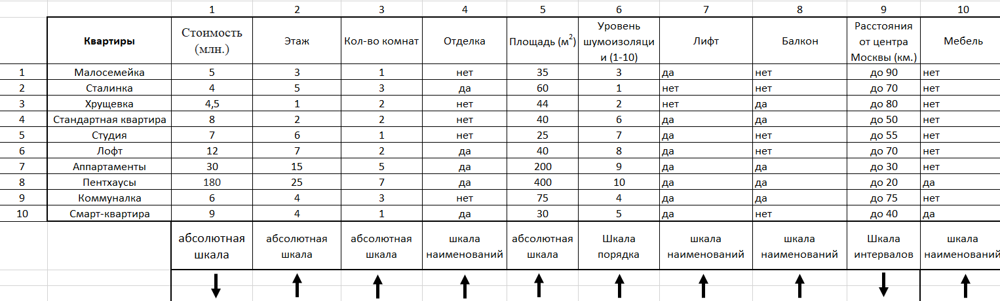 1 2 3 4 5 6 7 8 9 10
Квартиры Стоимость (млн.) Этаж Кол-во комнат Отделка Площадь (м²) Уровень шумоизоляци и (1-10) Лифт Балкон Расстояния от центра Москвы (км.) Мебель
1 Малосемейка 5 3 1 нет 35 3 да нет до 90 нет
2 Сталинка 4 5 3 да 60 1 нет нет до 70 нет
3 Хрущевка 4,5 1 2 нет 44 2 нет да до 80 нет
4 Стандартная квартира 8 2 2 нет 40 6 да да до 50 нет
5 Студия 7 6 1 нет 25 7 да нет до 55 нет
6 Лофт 12 7 2 да 40 8 да нет до 70 нет
7 Аппартаменты 30 15 5 да 200 9 да да до 30 нет
8 Пентхаусы 180 25 7 да 400 10 да да до 20 да
9 Коммуналка 6 4 3 нет 75 4 да да до 75 нет
10 Смарт-квартира 9 4 1 да 30 5 да нет до 40 да
абсолютная шкала абсолютная шкала абсолютная шкала шкала наименований абсолютная шкала Шкала порядка шкала наименований шкала наименований Шкала интервалов шкала наименований